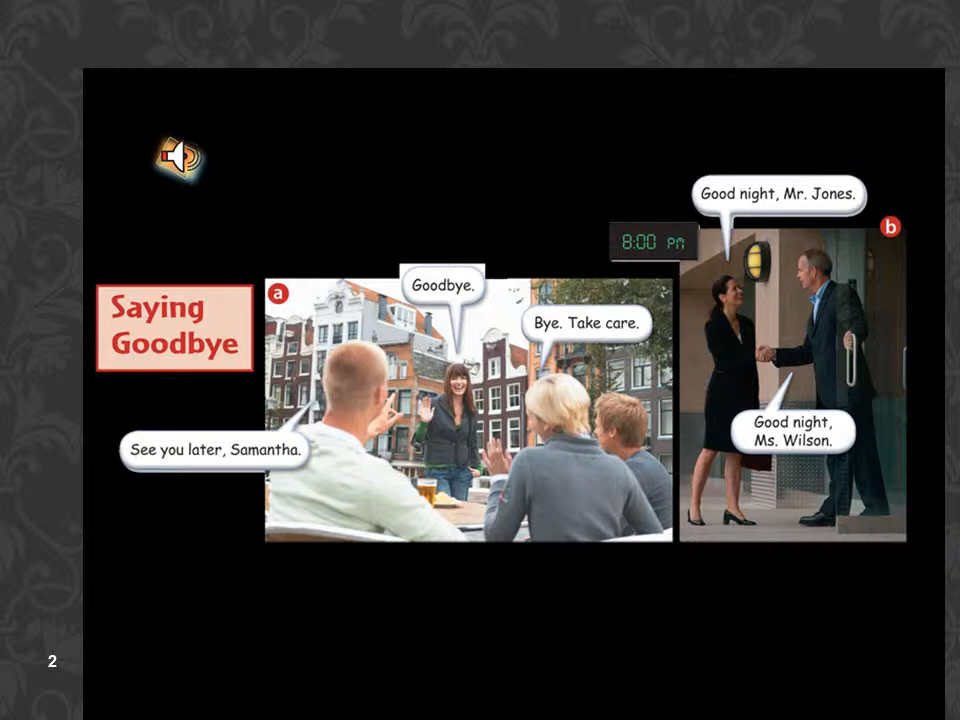 Good night, Mr. Jones.
b
8:00 PM
Saying
Goodbye
a
Goodbye.
Bye. Take care.
See you later, Samantha.
Good night,
Ms. Wilson.
2